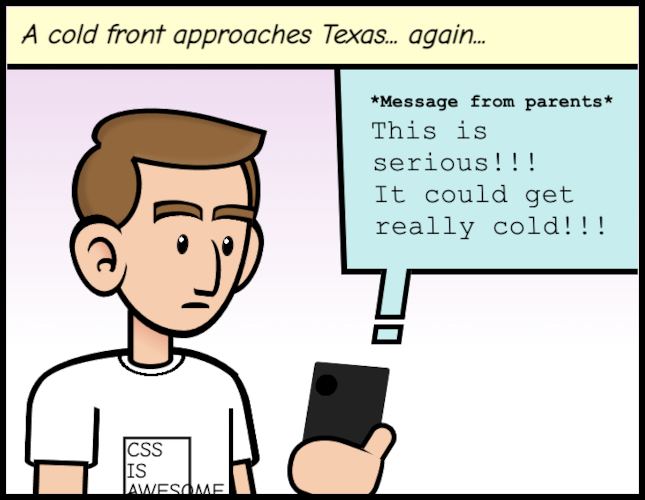 A cold front approaches Texas... again...
*Message from parents*
This is
serious!!!
It could get
really cold!!!
CSS
IS
AWESOME